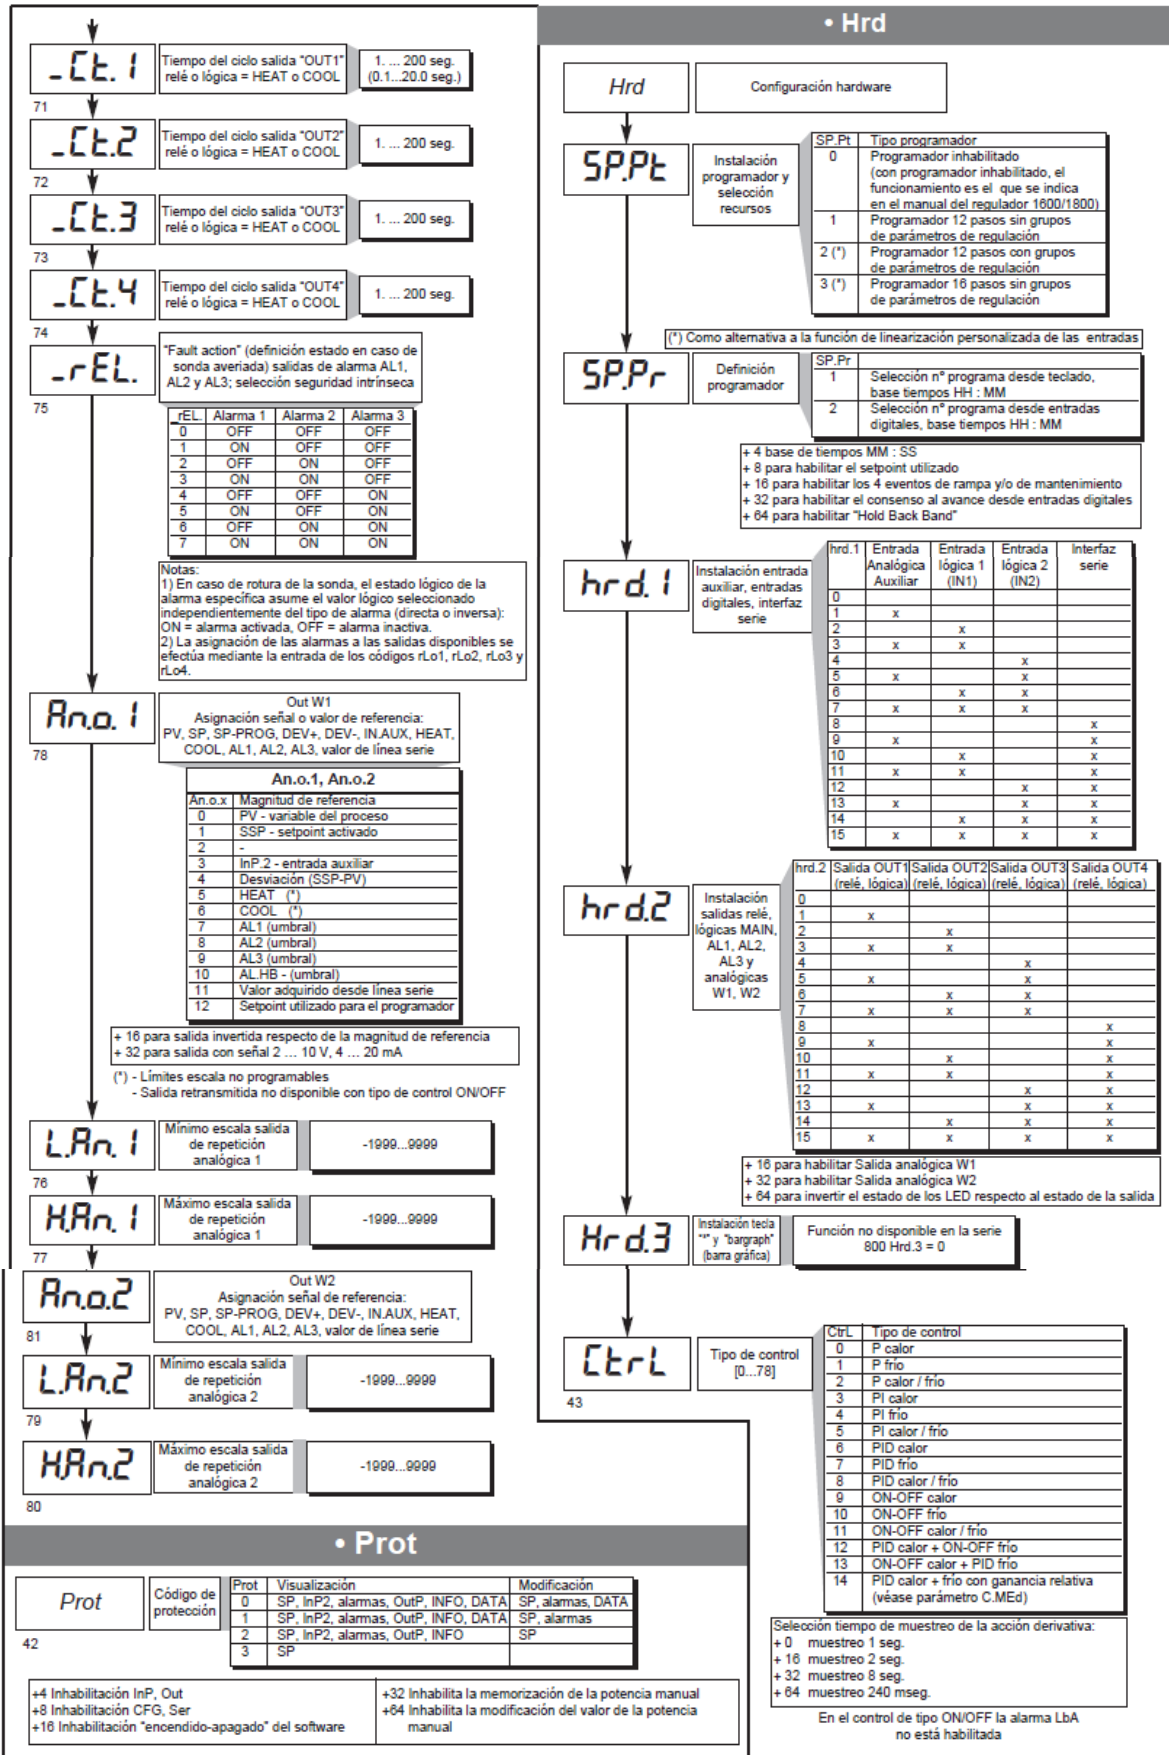 _Ct.1
Tiempo del ciclo salida "OUT1"
relé o lógica = HEAT o COOL
1. ... 200 seg.
(0.1...20.0 seg.)
71
_Ct.2
Tiempo del ciclo salida "OUT2"
relé o lógica = HEAT o COOL
1. ... 200 seg.
72
_Ct.3
Tiempo del ciclo salida "OUT3"
relé o lógica = HEAT o COOL
1. ... 200 seg.
73
_Ct.4
Tiempo del ciclo salida "OUT4"
relé o lógica = HEAT o COOL
1. ... 200 seg.
74
_rEL.
"Fault action" (definición estado en caso de
sonda averiada) salidas de alarma AL1,
AL2 y AL3; selección seguridad intrínseca
75
_rEL. Alarma 1 Alarma 2 Alarma 3
0 OFF OFF OFF
1 ON OFF OFF
2 OFF ON OFF
3 ON ON OFF
4 OFF OFF ON
5 ON OFF ON
6 OFF ON ON
7 ON ON ON
Notas:
1) En caso de rotura de la sonda, el estado lógico de la
alarma específica asume el valor lógico seleccionado
independientemente del tipo de alarma (directa o inversa):
ON = alarma activada, OFF = alarma inactiva.
2) La asignación de las alarmas a las salidas disponibles se
efectúa mediante la entrada de los códigos rLo1, rLo2, rLo3 y
rLo4.
An.o.1
78
Out W1
Asignación señal o valor de referencia:
PV, SP, SP-PROG, DEV+, DEV-, IN.AUX, HEAT,
COOL, AL1, AL2, AL3, valor de línea serie
An.o.1, An.o.2
An.o.x Magnitud de referencia
0 PV - variable del proceso
1 SSP - setpoint activado
2 -
3 InP.2 - entrada auxiliar
4 Desviación (SSP-PV)
5 HEAT (*)
6 COOL (*)
7 AL1 (umbral)
8 AL2 (umbral)
9 AL3 (umbral)
10 AL.HB - (umbral)
11 Valor adquirido desde línea serie
12 Setpoint utilizado para el programador
+ 16 para salida invertida respecto de la magnitud de referencia
+ 32 para salida con señal 2 ... 10 V, 4 ... 20 mA
(*) - Límites escala no programables
- Salida retransmitida no disponible con tipo de control ON/OFF
L.An.1
Mínimo escala salida
de repetición
analógica 1
-1999...9999
76
H.An.1
Máximo escala salida
de repetición
analógica 1
-1999...9999
77
An.o.2
81
Out W2
Asignación señal de referencia:
PV, SP, SP-PROG, DEV+, DEV-, IN.AUX, HEAT,
COOL, AL1, AL2, AL3, valor de línea serie
L.An.2
Mínimo escala salida
de repetición
analógica 2
-1999...9999
79
H.An.2
Máximo escala salida
de repetición
analógica 2
-1999...9999
80
• Prot
Prot
42
Código de
protección
Prot Visualización Modificación
0 SP, InP2, alarmas, OutP, INFO, DATA SP, alamas, DATA
1 SP, InP2, alarmas, OutP, INFO, DATA SP, alarmas
2 SP, InP2, alarmas, OutP, INFO SP
3 SP
+4 Inhabilitación InP, Out
+8 Inhabilitación CFG, Ser
+16 Inhabilitación "encendido-apagado" del software
+32 Inhabilita la memorización de la potencia manual
+64 Inhabilita la modificación del valor de la potencia
manual
• Hrd
Hrd
Configuración hardware
SP.Pt
Instalación
programador y
selección
recursos
SP.Pt Tipo programador
0 Programador inhabilitado
(con programador inhabilitado, el
funcionamiento es el que se indica
en el manual del regulador 1600/1800)
1 Programador 12 pasos sin grupos
de parámetros de regulación
2 (*) Programador 12 pasos con grupos
de parámetros de regulación
3 (*) Programador 16 pasos sin grupos
de parámetros de regulación
(*) Como alternativa a la función de linearización personalizada de las entradas
SP.Pr
Definición
programador
SP.Pr
1 Selección nº programa desde teclado,
base tiempos HH : MM
2 Selección nº programa desde entradas
digitales, base tiempos HH : MM
+ 4 base de tiempos MM : SS
+ 8 para habilitar el setpoint utilizado
+ 16 para habilitar los 4 eventos de rampa y/o de mantenimiento
+ 32 para habilitar el consenso al avance desde entradas digitales
+ 64 para habilitar "Hold Back Band"
hrd.1
Instalación entrada
auxiliar, entradas
digitales, interfaz
serie
hrd.1 Entrada Entrada Entrada Interfaz
Analógica lógica 1 lógica 2 serie
Auxiliar (IN1) (IN2)
0
1 x
2 x
3 x x
4 x
5 x x
6 x x
7 x x x
8 x
9 x x
10 x x
11 x x x
12 x x
13 x x x
14 x x x
15 x x x x
hrd.2
Instalación
salidas relé,
lógicas MAIN,
AL1, AL2,
AL3 y
analógicas
W1, W2
hrd.2 Salida OUT1 Salida OUT2 Salida OUT3 Salida OUT4
(relé, lógica) (relé, lógica) (relé, lógica) (relé, lógica)
0
1 x
2 x
3 x x
4 x
5 x x
6 x x
7 x x x
8 x
9 x x
10 x x
11 x x x
12 x x
13 x x x
14 x x x
15 x x x x
+ 16 para habilitar Salida analógica W1
+ 32 para habilitar Salida analógica W2
+ 64 para invertir el estado de los LED respecto al estado de la salida
Hrd.3
Instalación tecla
"*" y "bargraph"
(barra gráfica)
Función no disponible en la serie
800 Hrd.3 = 0
CtrL
43
Tipo de control
[0...78]
CtrL Tipo de control
0 P calor
1 P frío
2 P calor / frío
3 PI calor
4 PI frío
5 PI calor / frío
6 PID calor
7 PID frío
8 PID calor / frío
9 ON-OFF calor
10 ON-OFF frío
11 ON-OFF calor / frío
12 PID calor + ON-OFF frío
13 ON-OFF calor + PID frío
14 PID calor + frío con ganancia relativa
(véase parámetro C.MEd)
Selección tiempo de muestreo de la acción derivativa:
+ 0 muestreo 1 seg.
+ 16 muestreo 2 seg.
+ 32 muestreo 8 seg.
+ 64 muestreo 240 mseg.
En el control de tipo ON/OFF la alarma LbA
no está habilitada